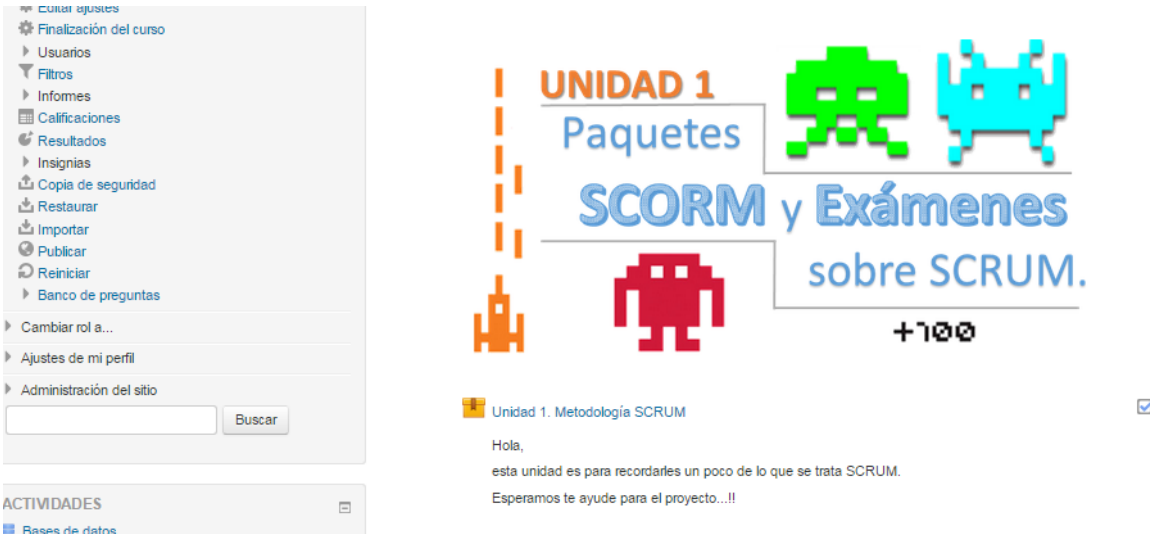 Editar ajustes
Finalización del curso
Usuarios
Filtros
Informes
Calificaciones
Resultados
Insignias
Copia de seguridad
Restaurar
Importar
Publicar
Reiniciar
Banco de preguntas
Cambiar rol a...
Ajustes de mi perfil
Administración del sitio
Buscar
ACTIVIDADES
Bases de datos
UNIDAD 1
Paquetes
SCORM y Exámenes
sobre SCRUM.
+100
Unidad 1. Metodología SCRUM
Hola,
esta unidad es para recordarles un poco de lo que se trata SCRUM.
Esperamos te ayude para el proyecto...!!